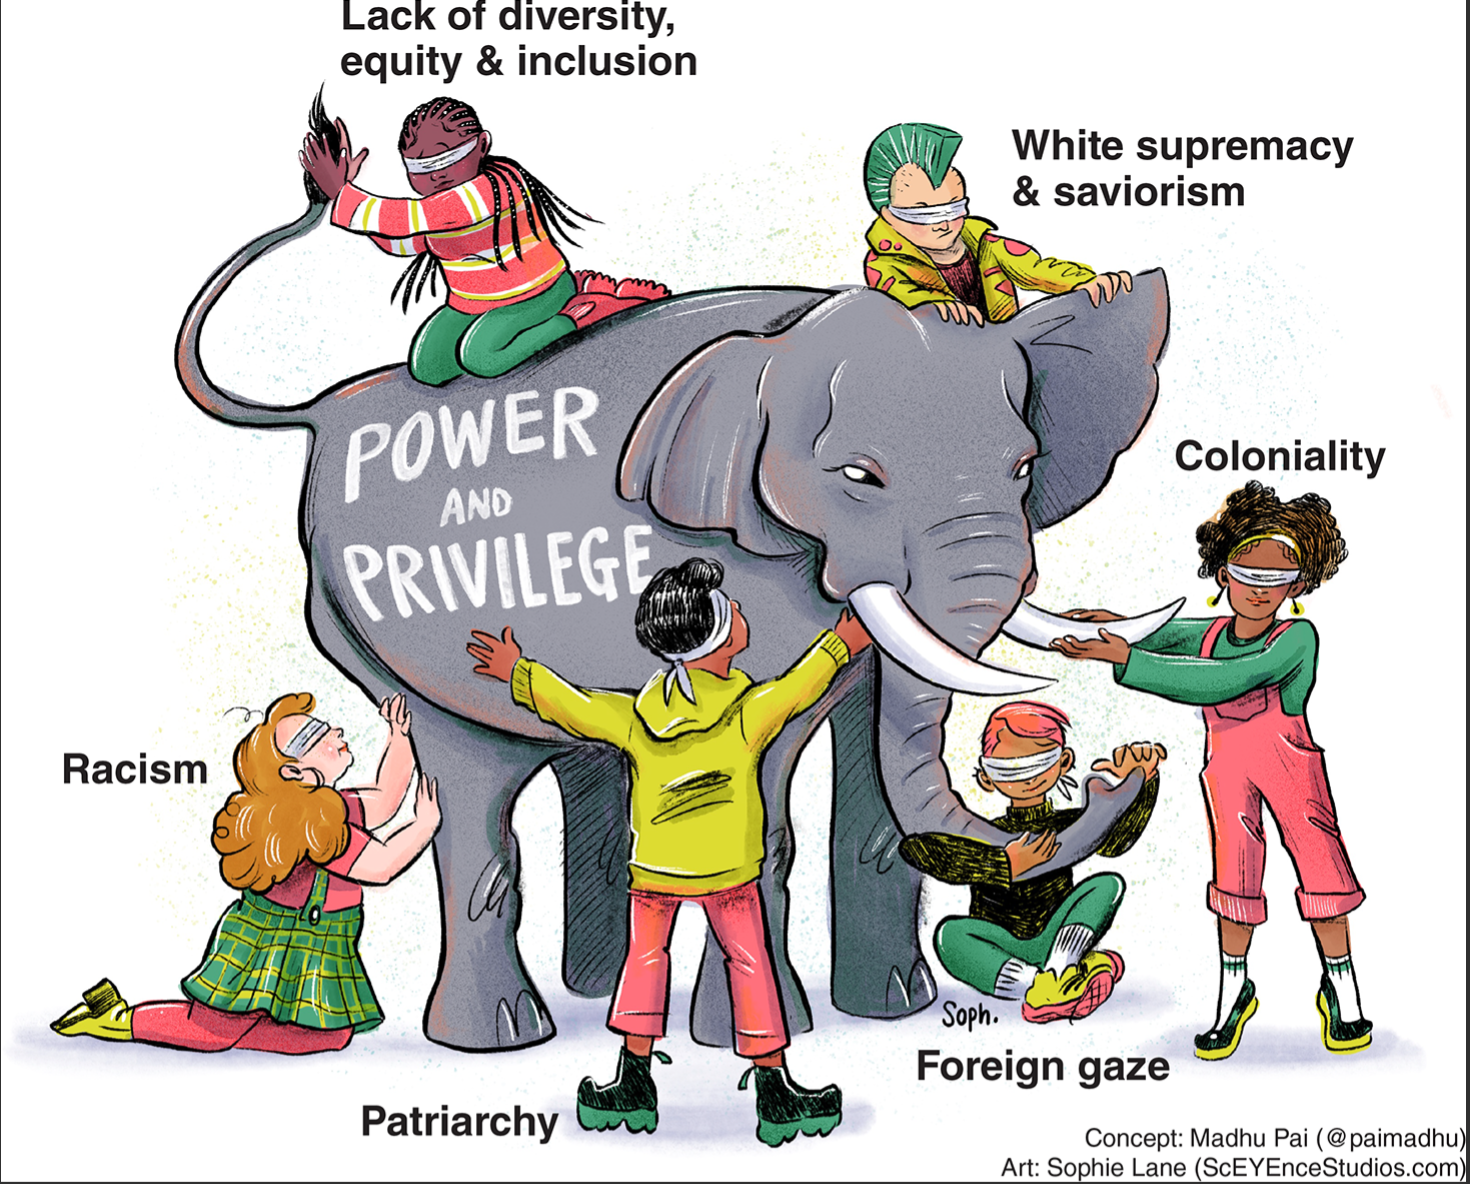 Lack of diversity,
equity & inclusion
White supremacy
& saviorism
POWER
AND
PRIVILEGE
Coloniality
Racism
Soph.
Foreign gaze
Patriarchy
Concept: Madhu Pai (@paimadhu)
Art: Sophie Lane (ScEYEnceStudios.com)